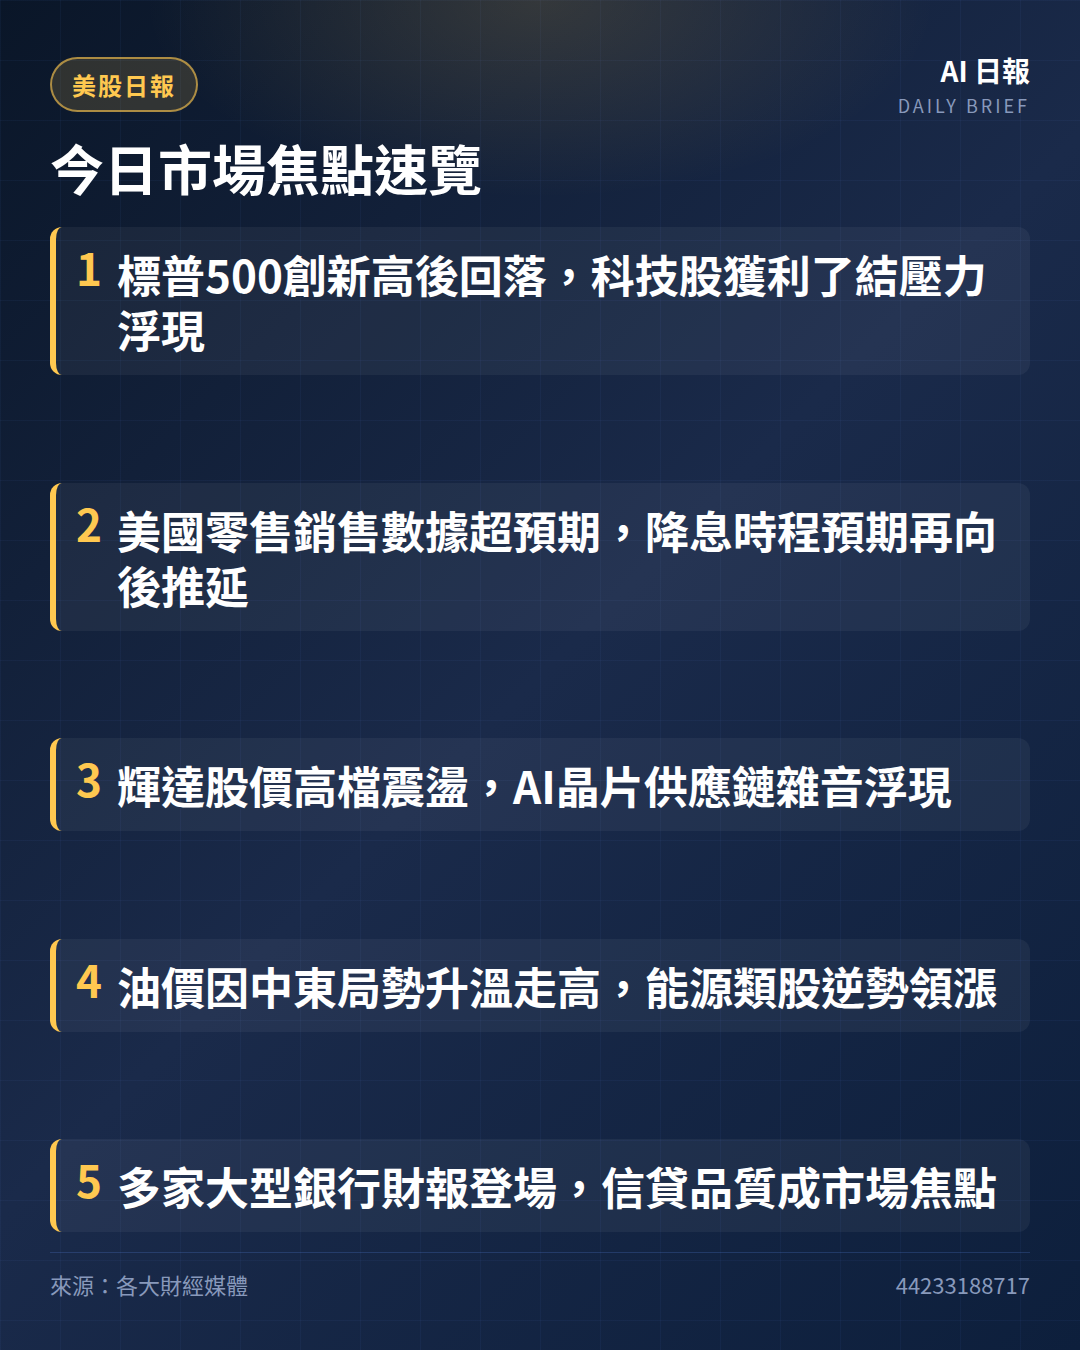 美股日報
AI 日報
DAILY BRIEF
今日市場焦點速覽
1 標普500創新高後回落，科技股獲利了結壓力
浮現
2 美國零售銷售數據超預期，降息時程預期再向
後推延
3 輝達股價高檔震盪，AI晶片供應鏈雜音浮現
4 油價因中東局勢升溫走高，能源類股逆勢領漲
5 多家大型銀行財報登場，信貸品質成市場焦點
來源：各大財經媒體
44233188717